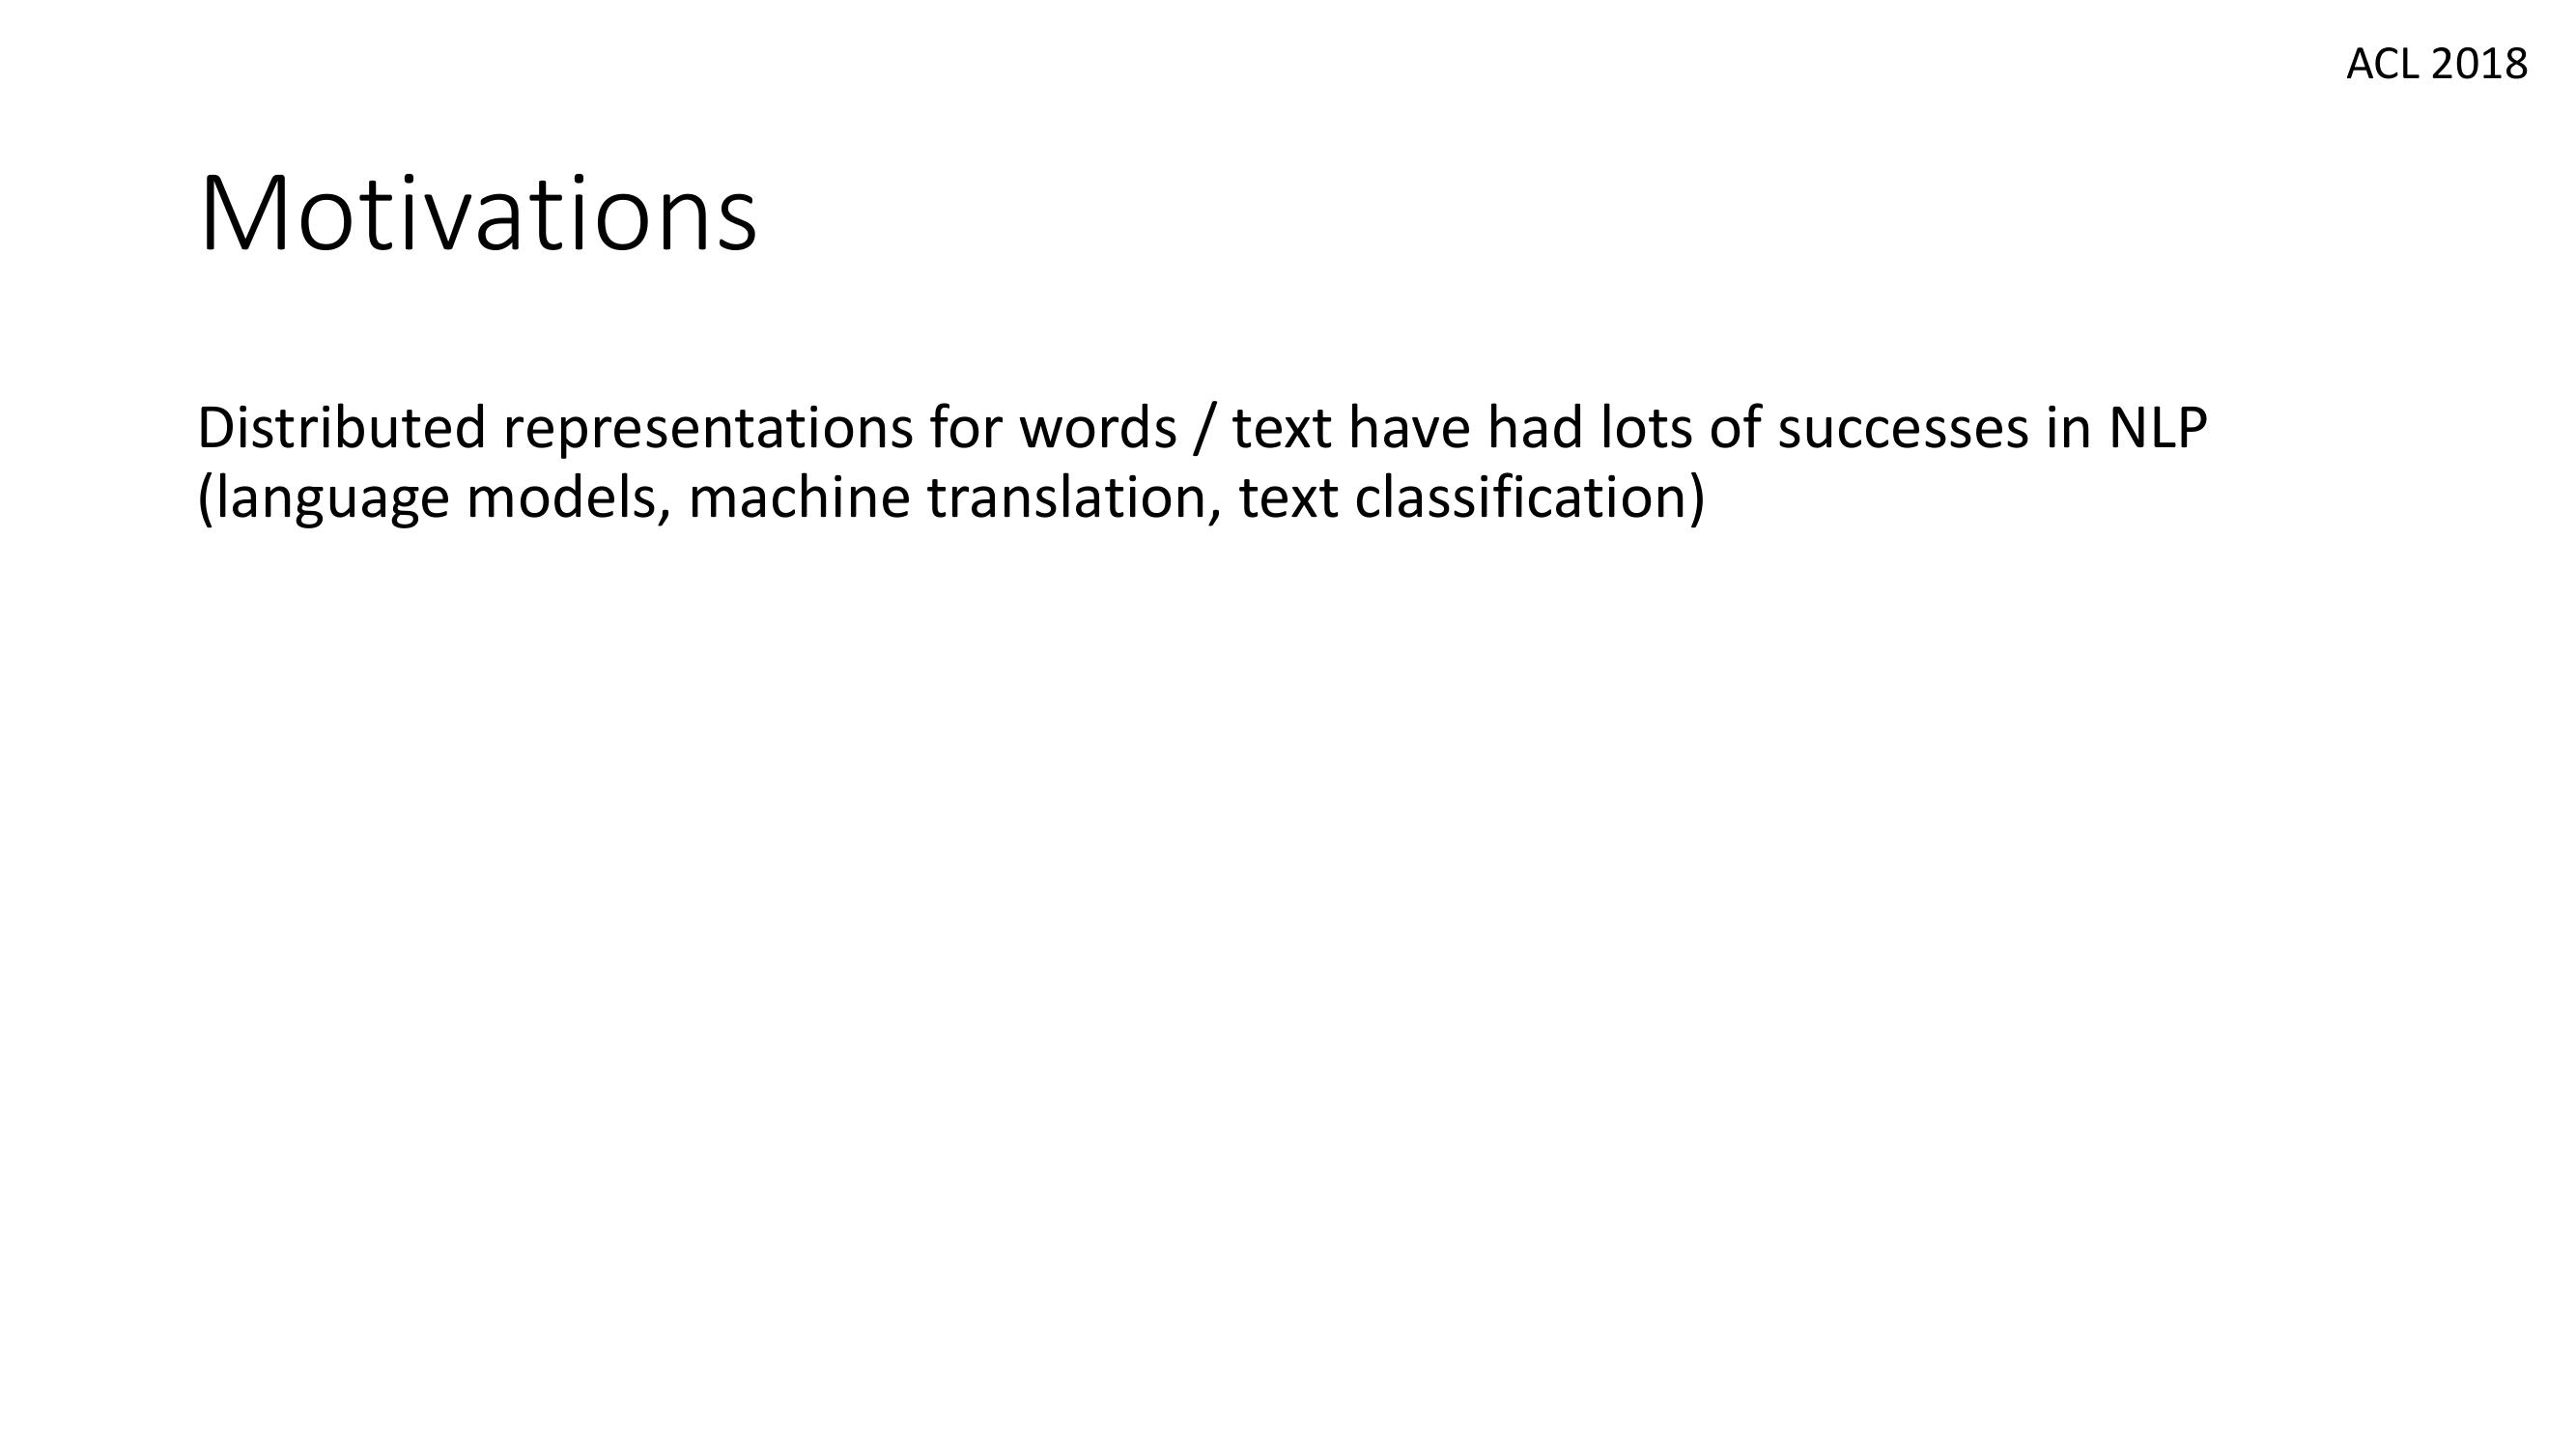 ACL 2018
Motivations
Distributed representations for words / text have had lots of successes in NLP
(language models, machine translation, text classification)